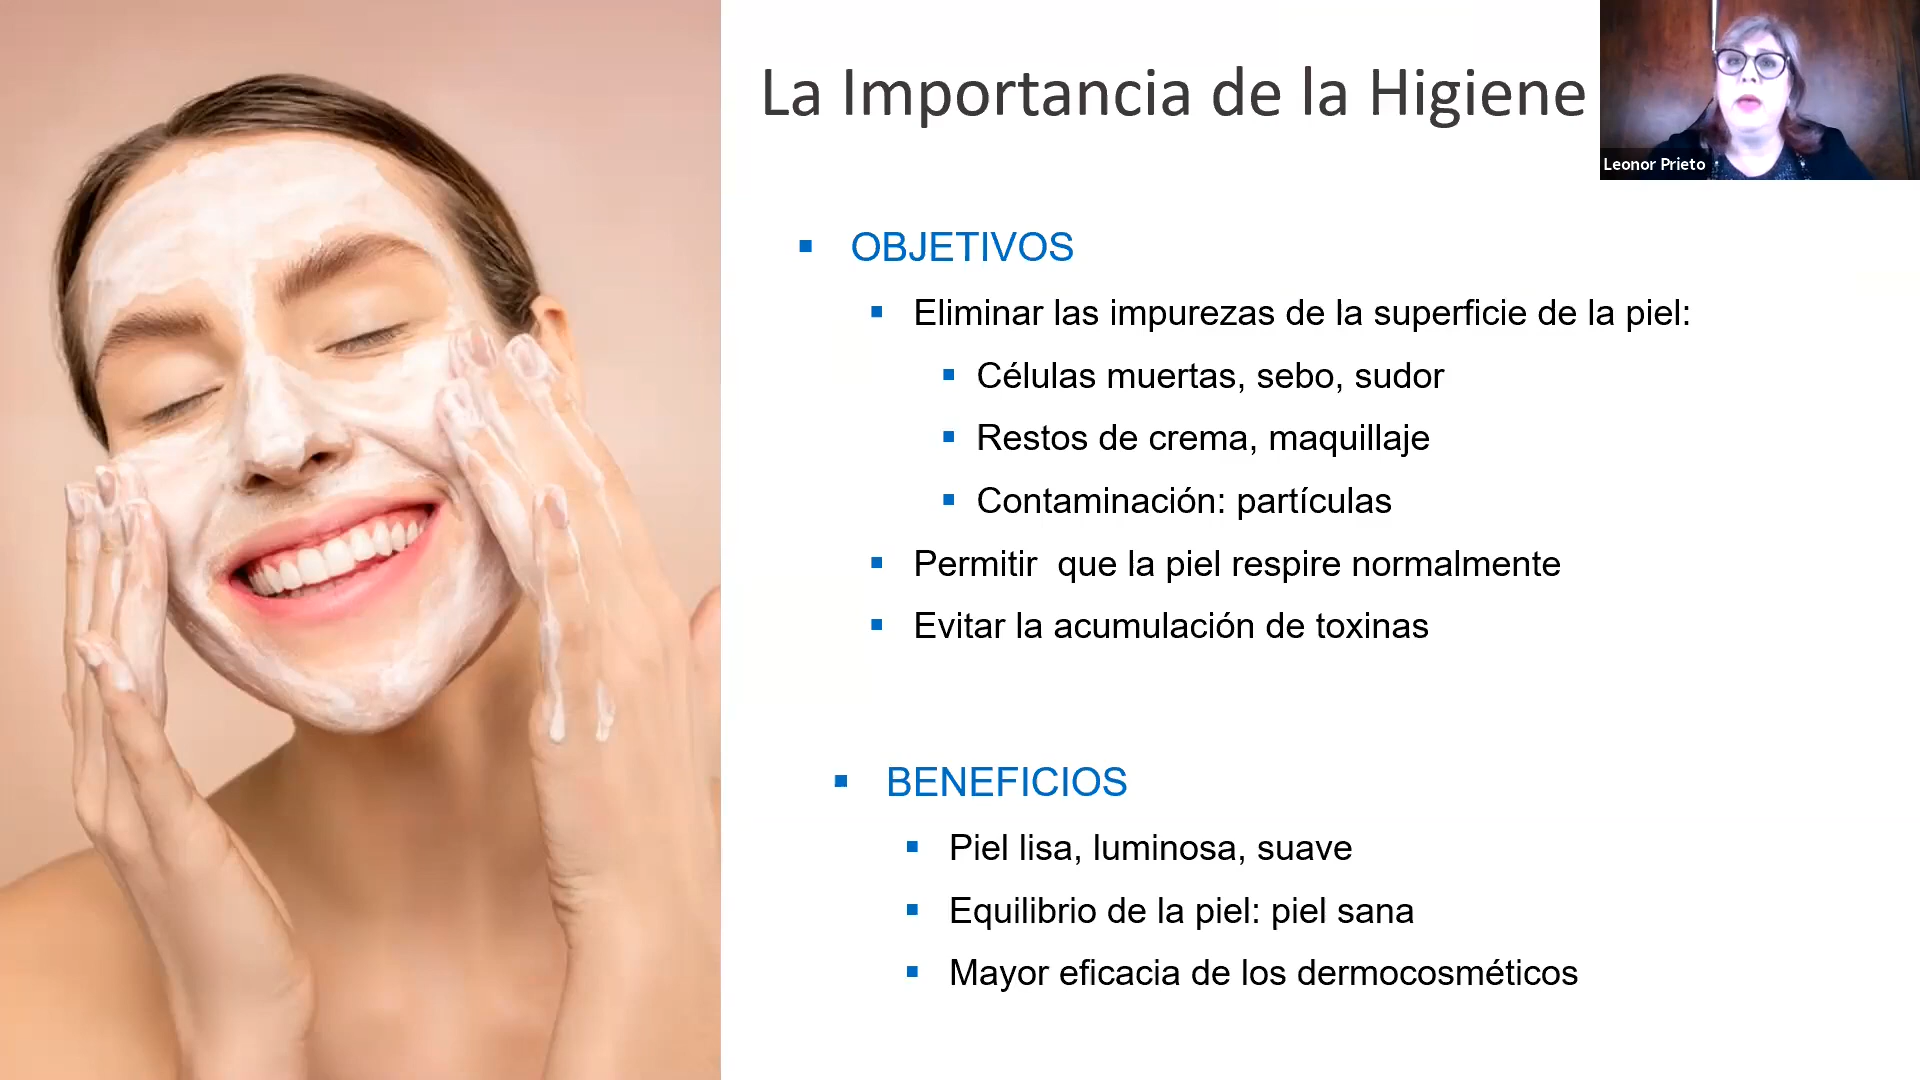 La Importancia de la Higiene
Leonor Prieto
▪ OBJETIVOS
▪ Eliminar las impurezas de la superficie de la piel:
▪ Células muertas, sebo, sudor
▪ Restos de crema, maquillaje
▪ Contaminación: partículas
▪ Permitir  que la piel respire normalmente
▪ Evitar la acumulación de toxinas
▪ BENEFICIOS
▪ Piel lisa, luminosa, suave
▪ Equilibrio de la piel: piel sana
▪ Mayor eficacia de los dermocosméticos